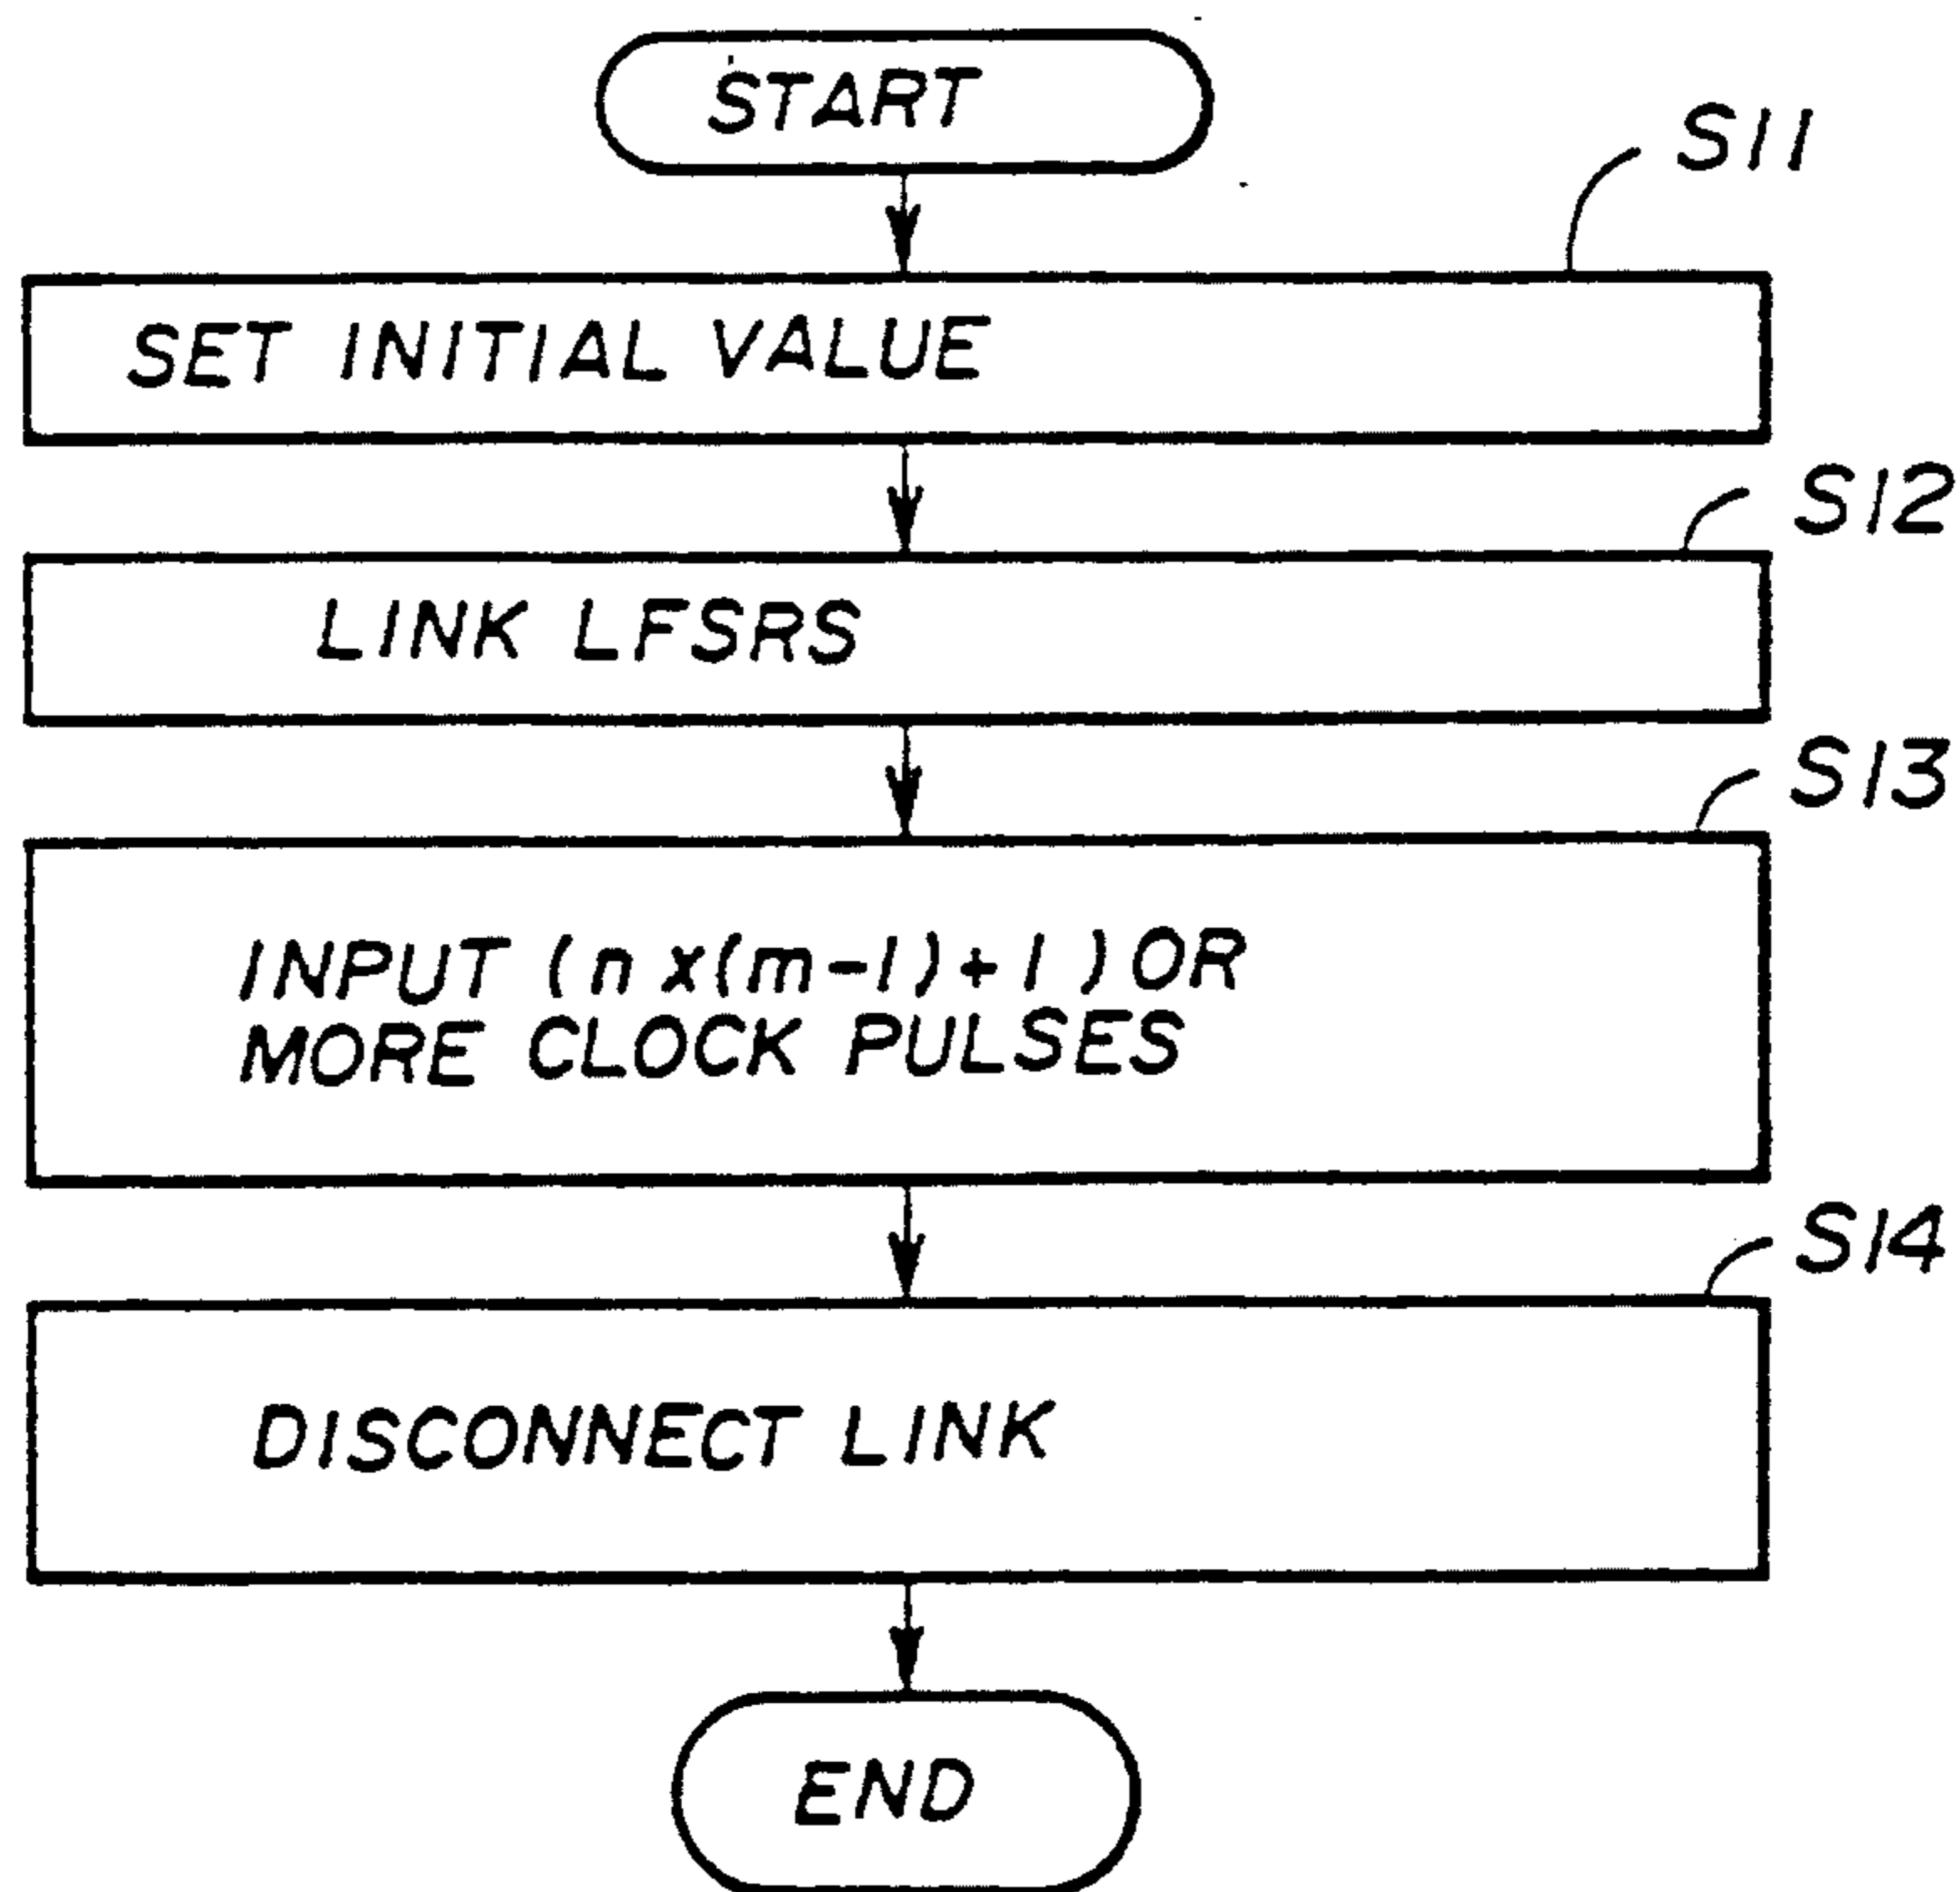 START
S11
SET INITIAL VALUE
S12
LINK LFSRS
S13
INPUT (n x(m-1)+1) OR
MORE CLOCK PULSES
S14
DISCONNECT LINK
END